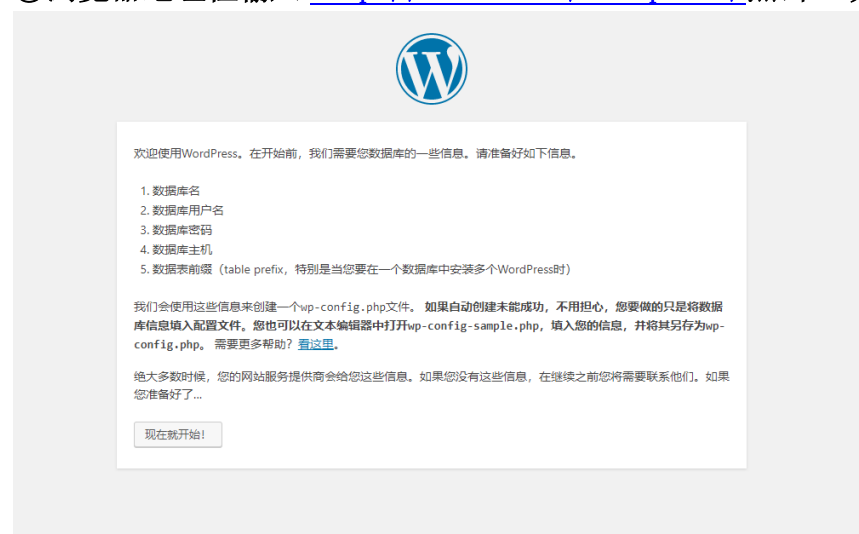 欢迎使用WordPress。在开始前，我们需要您数据库的一些信息。请准备好如下信息。
1. 数据库名
2. 数据库用户名
3. 数据库密码
4. 数据库主机
5. 数据表前缀（table prefix，特别是当您要在一个数据库中安装多个WordPress时）
我们会使用这些信息来创建一个wp-config.php文件。 如果自动创建未能成功，不用担心，您要做的只是将数据
库信息填入配置文件。您也可以在文本编辑器中打开wp-config-sample.php，填入您的信息，并将其另存为wp-
config.php。 需要更多帮助？看这里。
绝大多数时候，您的网站服务提供商会给您这些信息。如果您没有这些信息，在继续之前您将需要联系他们。如果
您准备好了...
现在就开始！